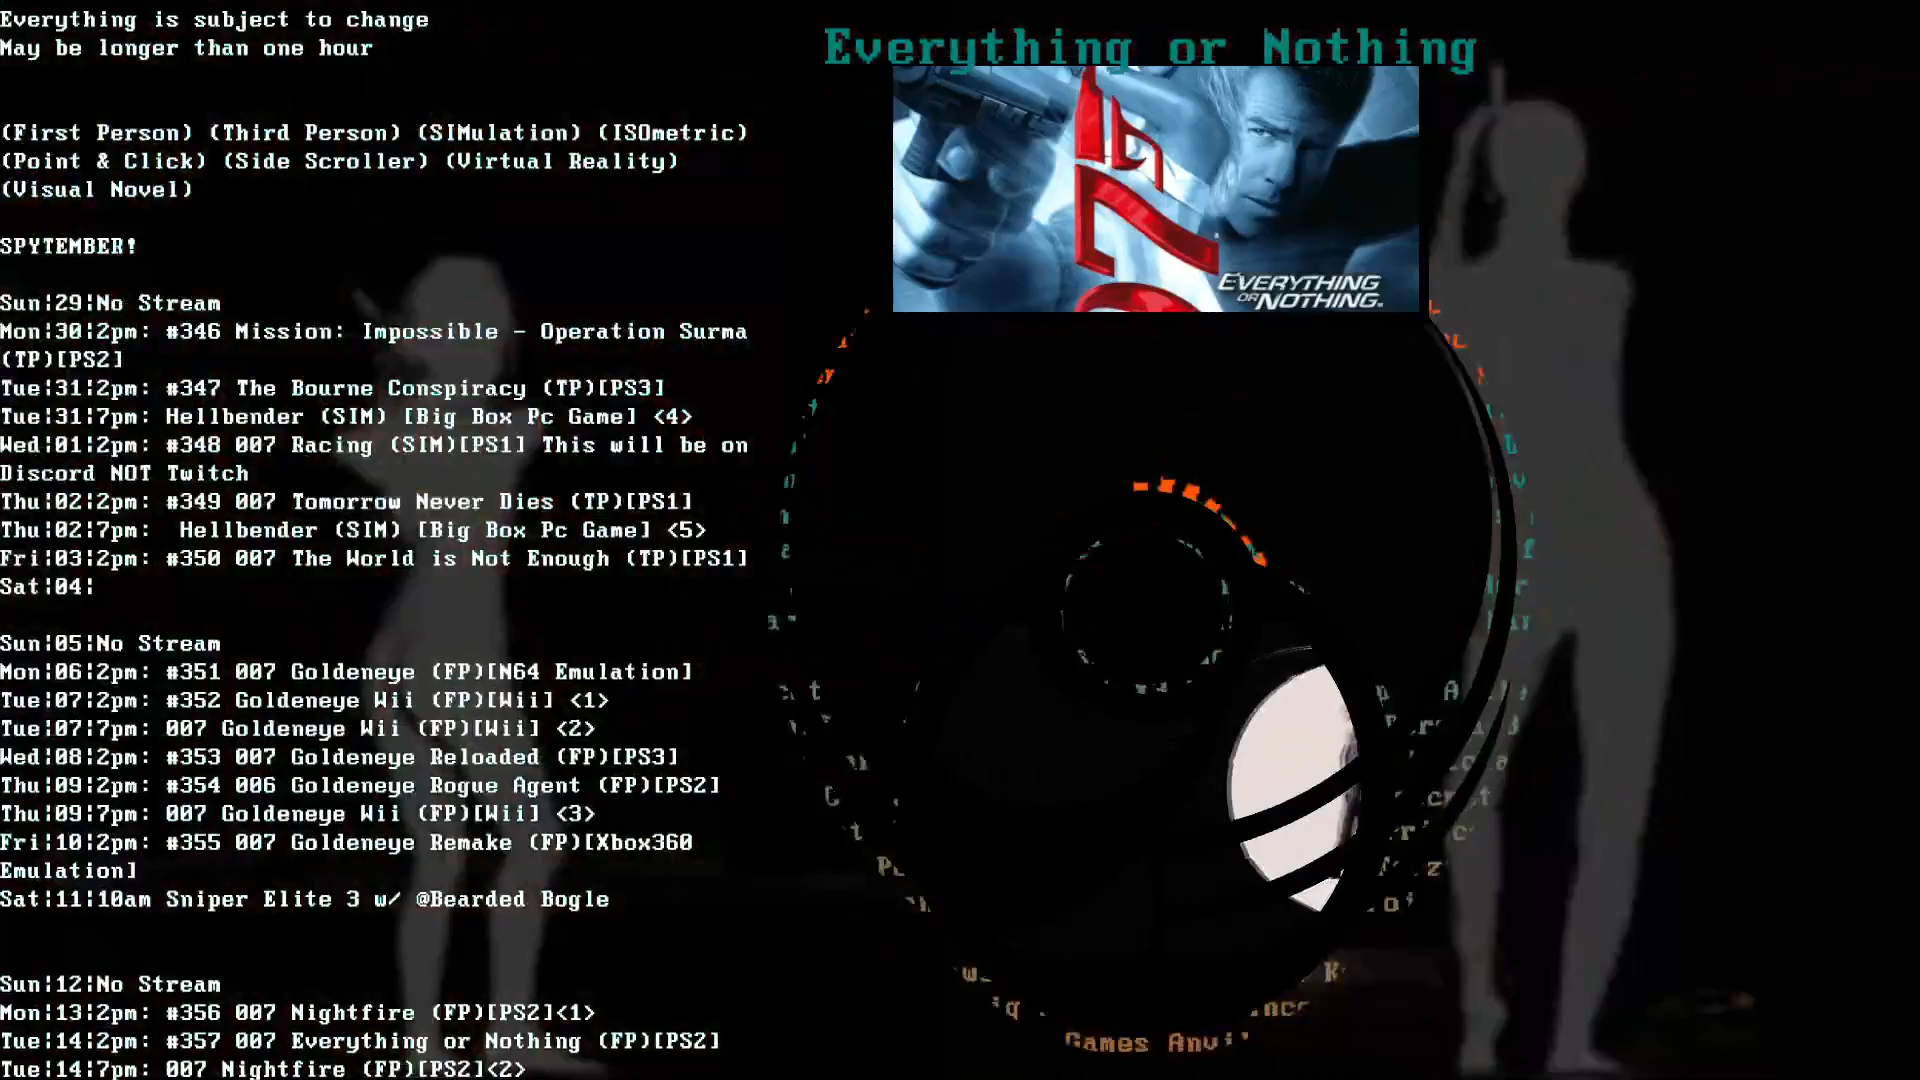 Everything is subject to change
May be longer than one hour
(First Person) (Third Person) (SIMulation) (ISOmetric)
(Point & Click) (Side Scroller) (Virtual Reality)
(Visual Novel)
SPYTEMBER!
Sun|29|No Stream
Mon|30|2pm: #346 Mission: Impossible - Operation Surma
(TP)[PS2]
Tue|31|2pm: #347 The Bourne Conspiracy (TP)[PS3]
Tue|31|7pm: Hellbender (SIM) [Big Box Pc Game] <4>
Wed|01|2pm: #348 007 Racing (SIM)[PS1] This will be on
Discord NOT Twitch
Thu|02|2pm: #349 007 Tomorrow Never Dies (TP)[PS1]
Thu|02|7pm:  Hellbender (SIM) [Big Box Pc Game] <5>
Fri|03|2pm: #350 007 The World is Not Enough (TP)[PS1]
Sat|04|
Sun|05|No Stream
Mon|06|2pm: #351 007 Goldeneye (FP)[N64 Emulation]
Tue|07|2pm: #352 Goldeneye Wii (FP)[Wii] <1>
Tue|07|7pm: 007 Goldeneye Wii (FP)[Wii] <2>
Wed|08|2pm: #353 007 Goldeneye Reloaded (FP)[PS3]
Thu|09|2pm: #354 006 Goldeneye Rogue Agent (FP)[PS2]
Thu|09|7pm: 007 Goldeneye Wii (FP)[Wii] <3>
Fri|10|2pm: #355 007 Goldeneye Remake (FP)[Xbox360
Emulation]
Sat|11|10am Sniper Elite 3 w/ @Bearded Bogle
Sun|12|No Stream
Mon|13|2pm: #356 007 Nightfire (FP)[PS2]<1>
Tue|14|2pm: #357 007 Everything or Nothing (FP)[PS2]
Tue|14|7pm: 007 Nightfire (FP)[PS2]<2>
Everything or Nothing
EVERYTHING
OR NOTHING
Games